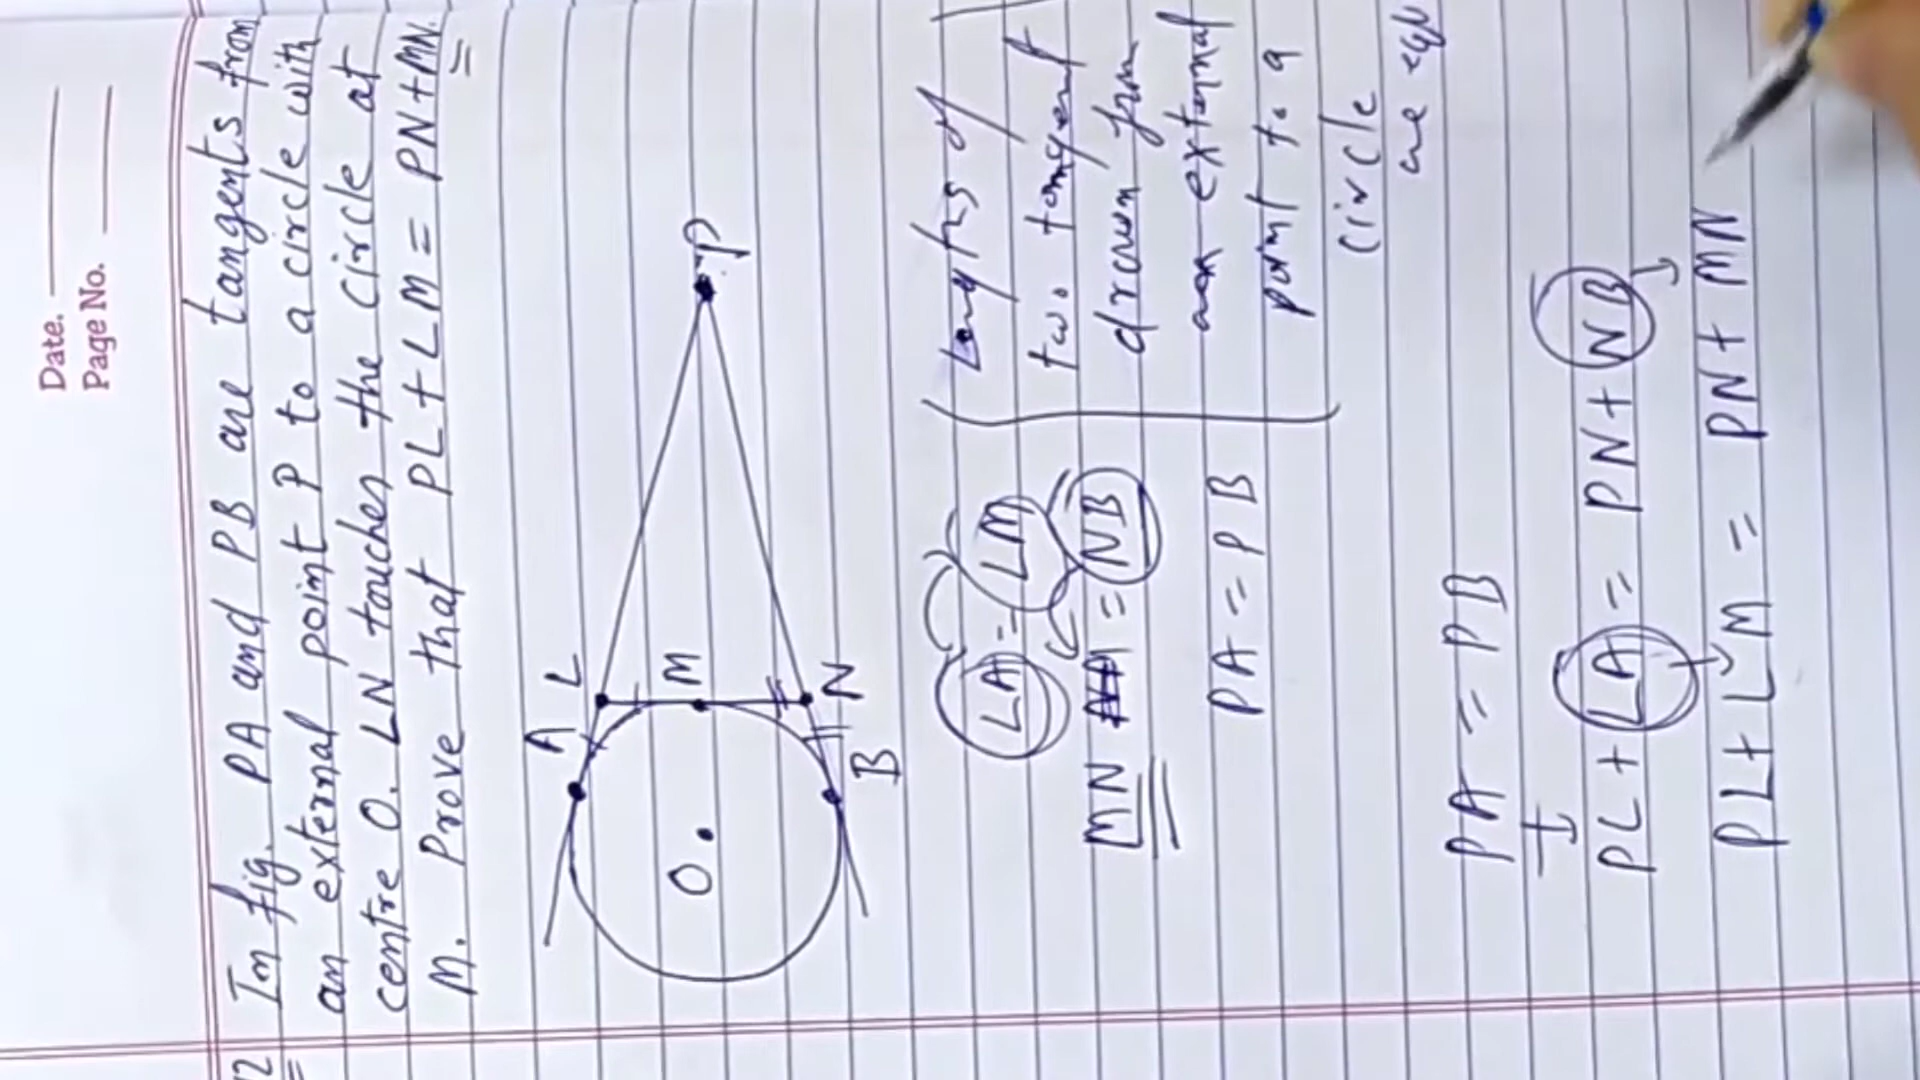 Date.
Page No.
12 In fig. PA and PB are tangents from
an external point P to a circle with
centre O. LN touches the circle at
M. Prove that PL + LM = PN + MN.
A L
M
P
O.
N
B
LA = LM
MN = NB
PA = PB
Lengths of
two tangent
drawn from
an external
point to a
circle
are
PA = PB
PL + LA = PN + NB
PL + LM = PN + MN